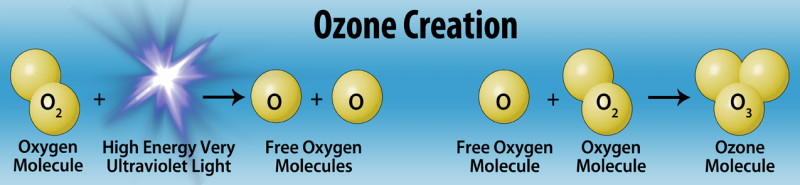 Ozone Creation
O2
+
O
+
O
O
+
O2
O3
Oxygen
Molecule
High Energy Very
Ultraviolet Light
Free Oxygen
Molecules
Free Oxygen
Molecule
Oxygen
Molecule
Ozone
Molecule